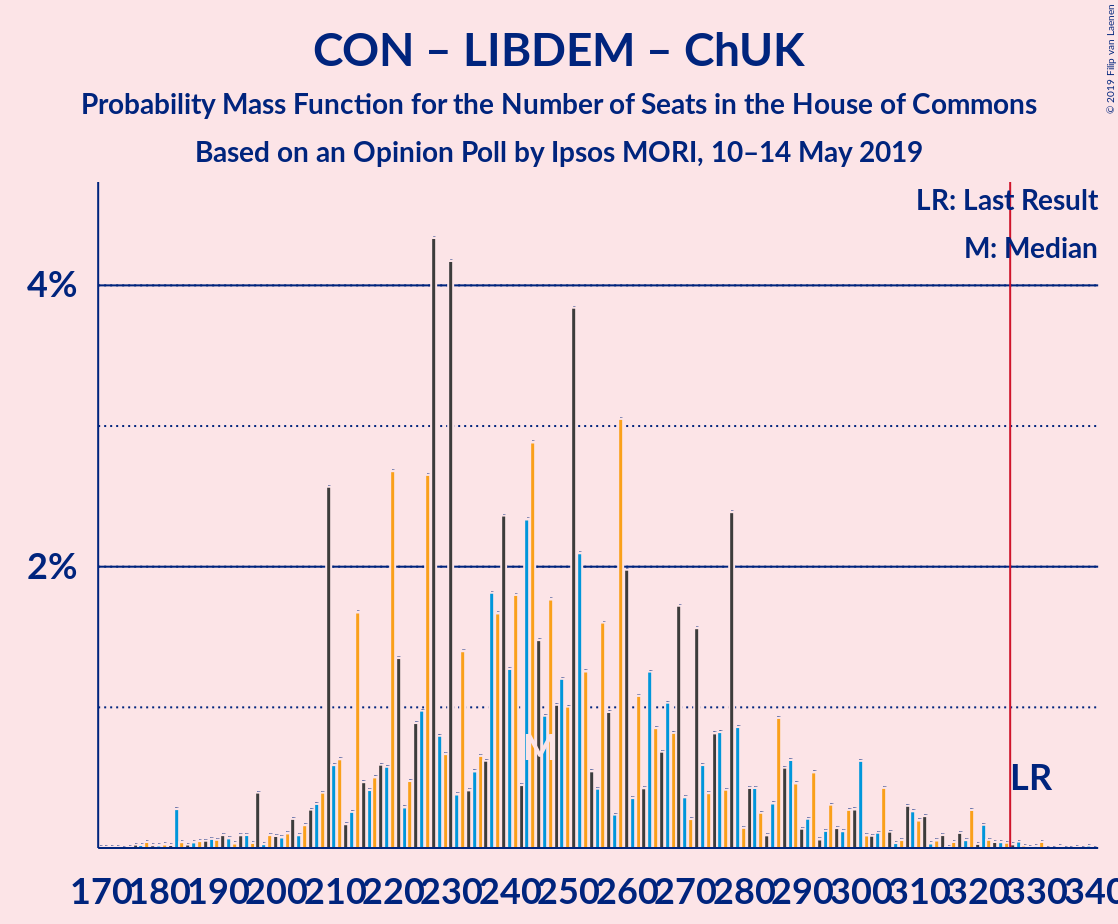 CON – LIBDEM – ChUK
Probability Mass Function for the Number of Seats in the House of Commons
Based on an Opinion Poll by Ipsos MORI, 10–14 May 2019
© 2019 Filip van Laenen
LR: Last Result
M: Median
4%
2%
M
LR
170 180 190 200 210 220 230 240 250 260 270 280 290 300 310 320 330 340